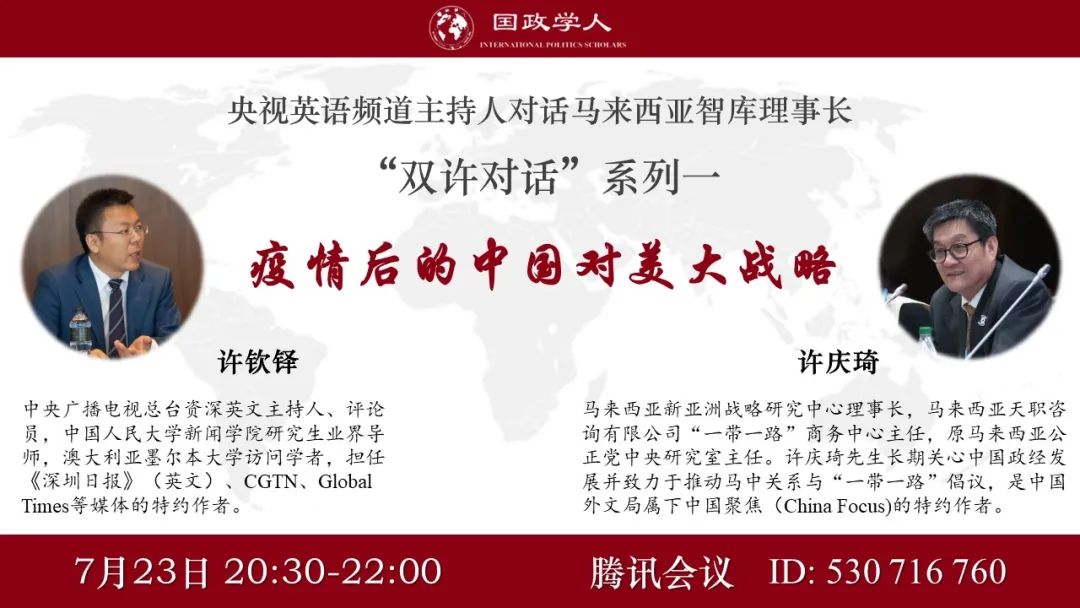 国政学人
INTERNATIONAL POLITICS SCHOLARS
央视英语频道主持人对话马来西亚智库理事长
“双许对话”系列一
疫情后的中国对美大战略
许钦铎
中央广播电视总台资深英文主持人、评论
员，中国人民大学新闻学院研究生业界导
师，澳大利亚墨尔本大学访问学者，担任
《深圳日报》（英文）、CGTN、Global
Times等媒体的特约作者。
许庆琦
马来西亚新亚洲战略研究中心理事长，马来西亚天职咨
询有限公司“一带一路”商务中心主任，原马来西亚公
正党中央研究室主任。许庆琦先生长期关心中国政经发
展并致力于推动马中关系与“一带一路”倡议，是中国
外文局属下中国聚焦（China Focus)的特约作者。
7月23日 20:30-22:00
腾讯会议 ID: 530 716 760